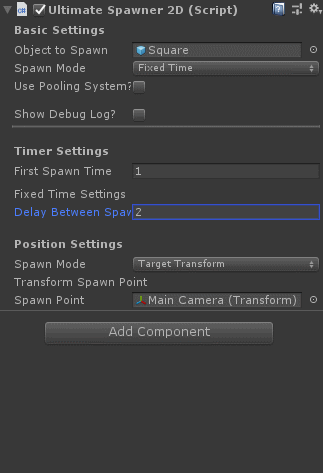 Ultimate Spawner 2D (Script)
Basic Settings
Object to Spawn Square
Spawn Mode Fixed Time
Use Pooling System?
Show Debug Log?
Timer Settings
First Spawn Time 1
Fixed Time Settings
Delay Between Spaw 2
Position Settings
Spawn Mode Target Transform
Transform Spawn Point
Spawn Point Main Camera (Transform)
Add Component